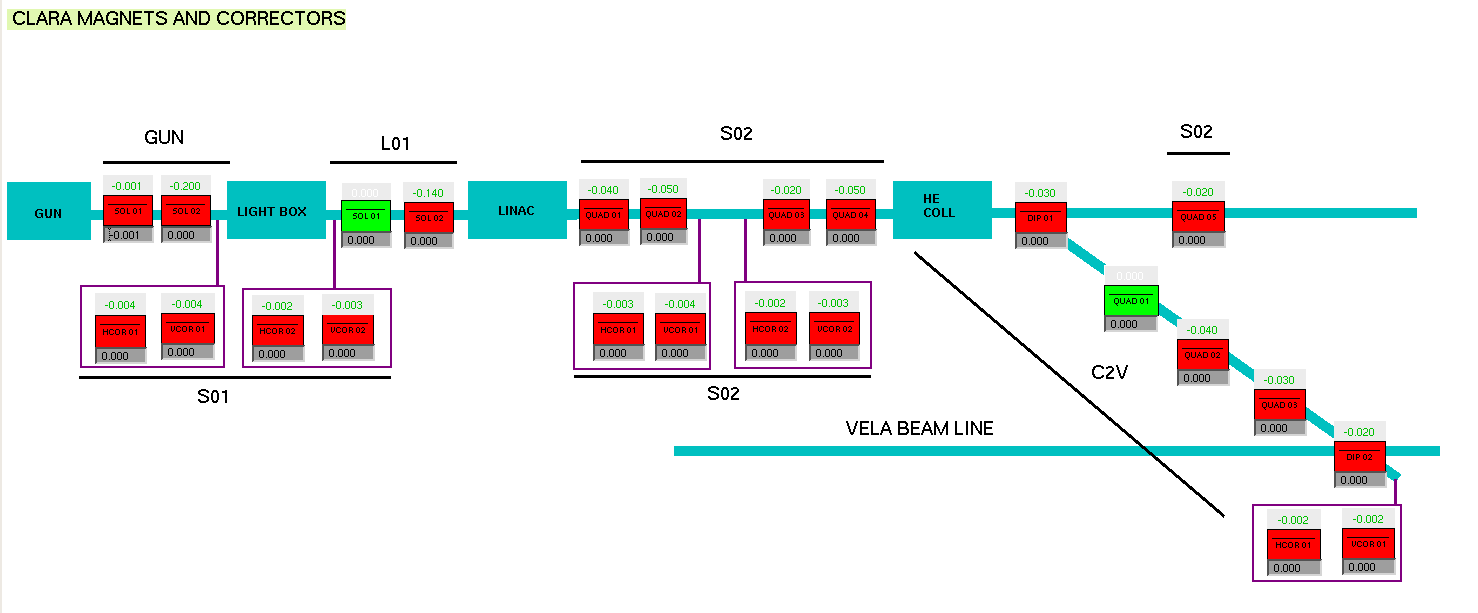 CLARA MAGNETS AND CORRECTORS
GUN
L01
S02
S02
-0.001
-0.200
0.000
-0.140
-0.040
-0.050
-0.020
-0.050
-0.030
-0.020
GUN
SOL 01
SOL 02
LIGHT BOX
SOL 01
SOL 02
LINAC
QUAD 01
QUAD 02
QUAD 03
QUAD 04
HE
COLL
DIP 01
QUAD 05
-0.001
0.000
0.000
0.000
0.000
0.000
0.000
0.000
0.000
0.000
-0.004
-0.004
-0.002
-0.003
-0.003
-0.004
-0.002
-0.003
HCOR 01
VCOR 01
HCOR 02
VCOR 02
HCOR 01
VCOR 01
HCOR 02
VCOR 02
0.000
0.000
0.000
0.000
0.000
0.000
0.000
0.000
S01
S02
0.000
QUAD 01
0.000
-0.040
QUAD 02
0.000
C2V
-0.030
0.000
VELA BEAM LINE
-0.020
DIP 02
0.000
-0.002
-0.002
HCOR 01
VCOR 01
0.000
0.000